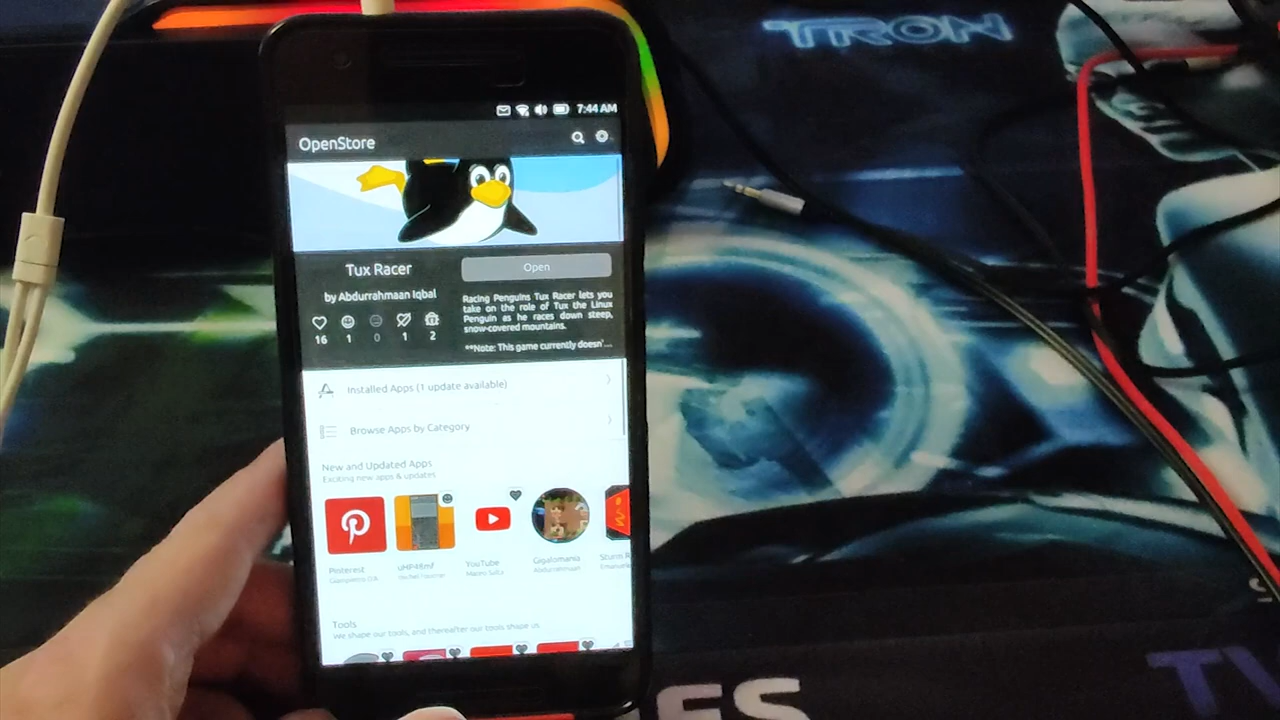 TRON
7:44 AM
OpenStore
Tux Racer
Open
by Abdurrahmaan Iqbal
Racing Penguins Tux Racer lets you
take on the role of Tux the Linux
Penguin as he races down steep,
snow-covered mountains.
**Note: This game currently doesn'...
16 1 0 1 2
Installed Apps (1 update available)
Browse Apps by Category
New and Updated Apps
Exciting new apps & updates
Pinterest
YouTube
Gigalomania
Abdurrahmaan
Tools
We shape our tools, and thereafter our tools shape us